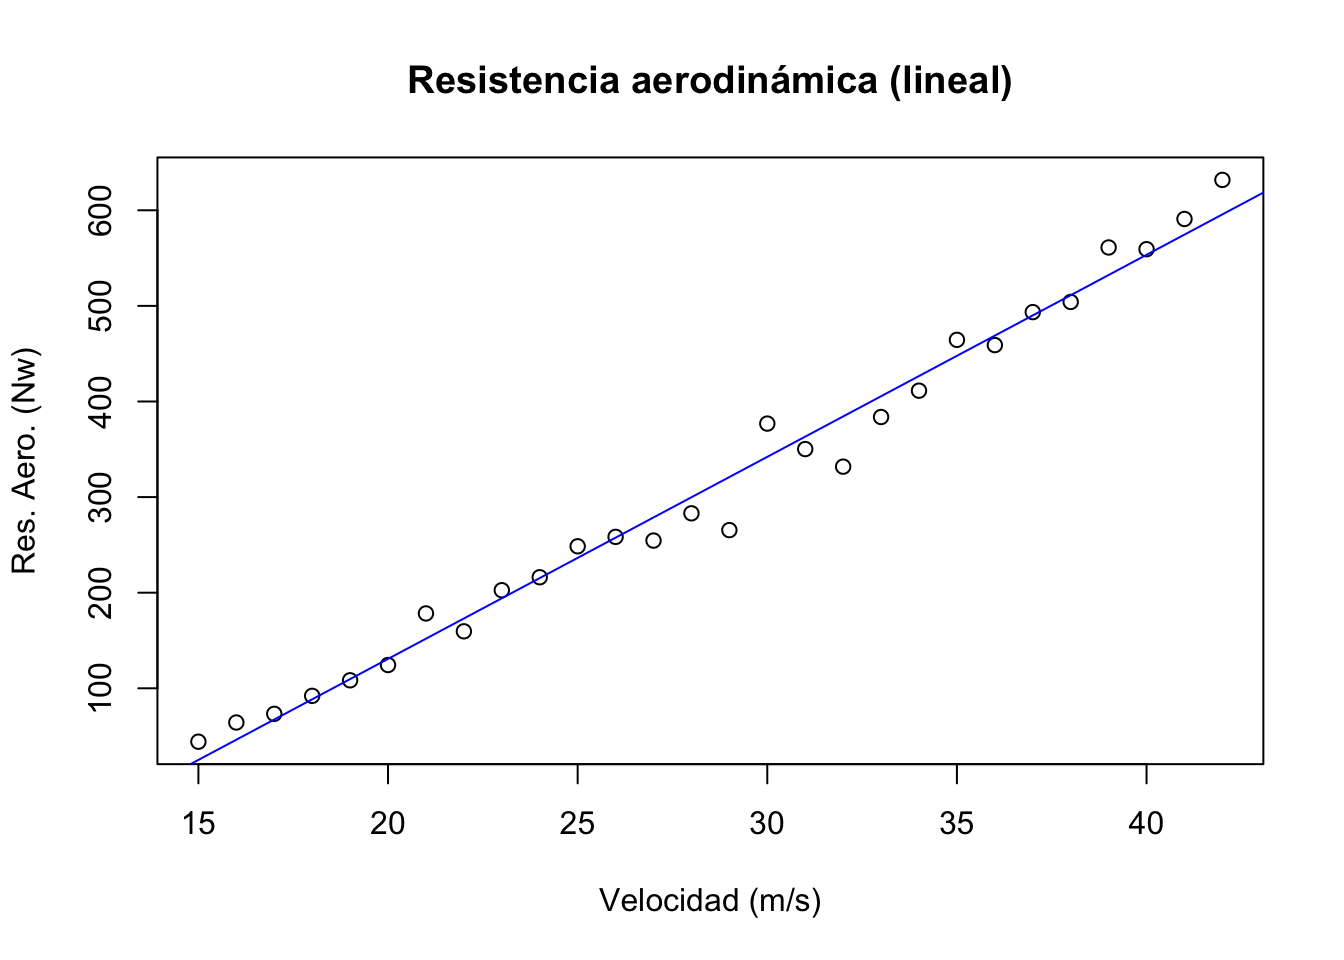 Resistencia aerodinámica (lineal)
Res. Aero. (Nw)
600
500
400
300
200
100
15 20 25 30 35 40
Velocidad (m/s)